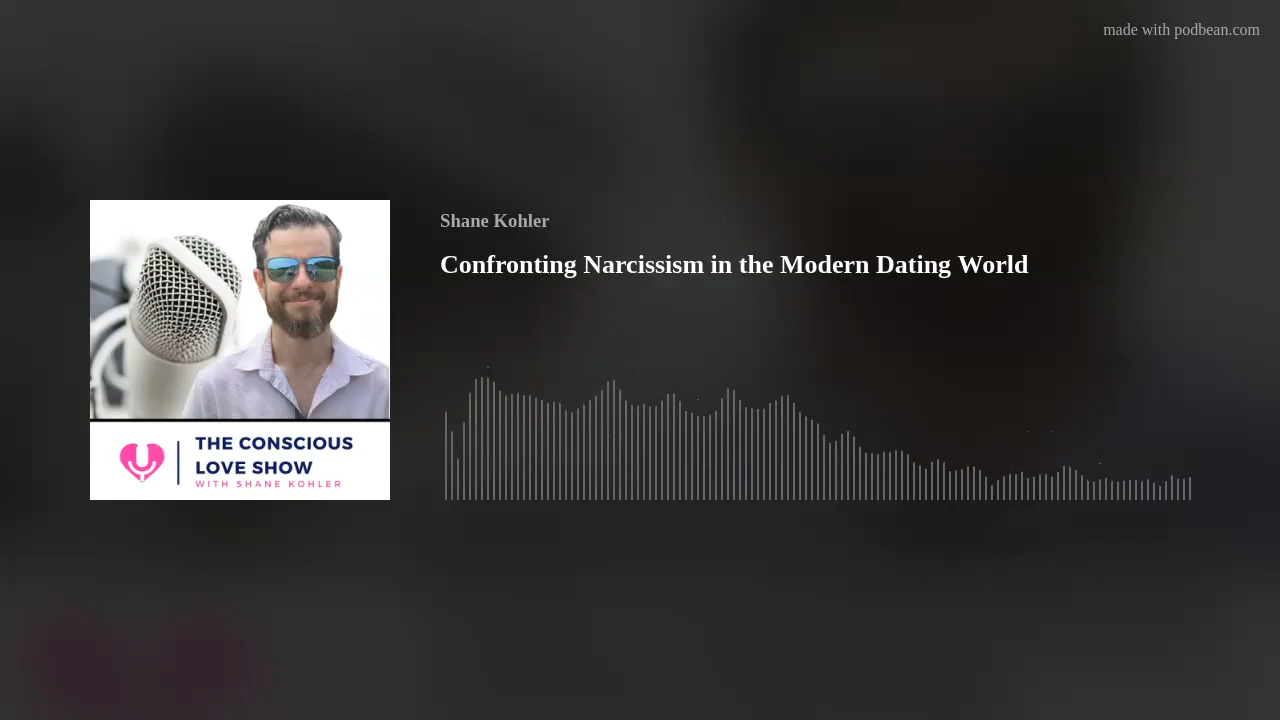 made with podbean.com
Shane Kohler
Confronting Narcissism in the Modern Dating World
THE CONSCIOUS
LOVE SHOW
WITH SHANE KOHLER